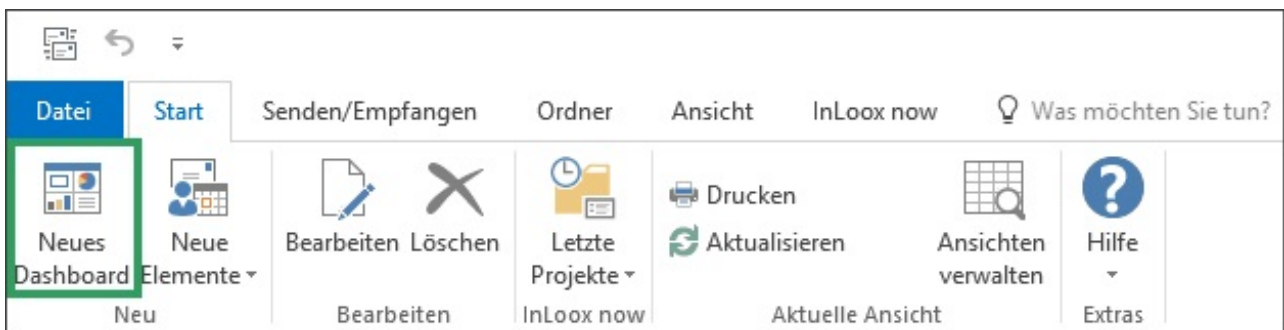 Datei Start Senden/Empfangen Ordner Ansicht InLoox now Was möchten Sie tun?
Neues Dashboard
Neue Elemente
Bearbeiten
Löschen
Letzte Projekte
Drucken
Aktualisieren
Ansichten verwalten
Hilfe
Neu Bearbeiten InLoox now Aktuelle Ansicht Extras